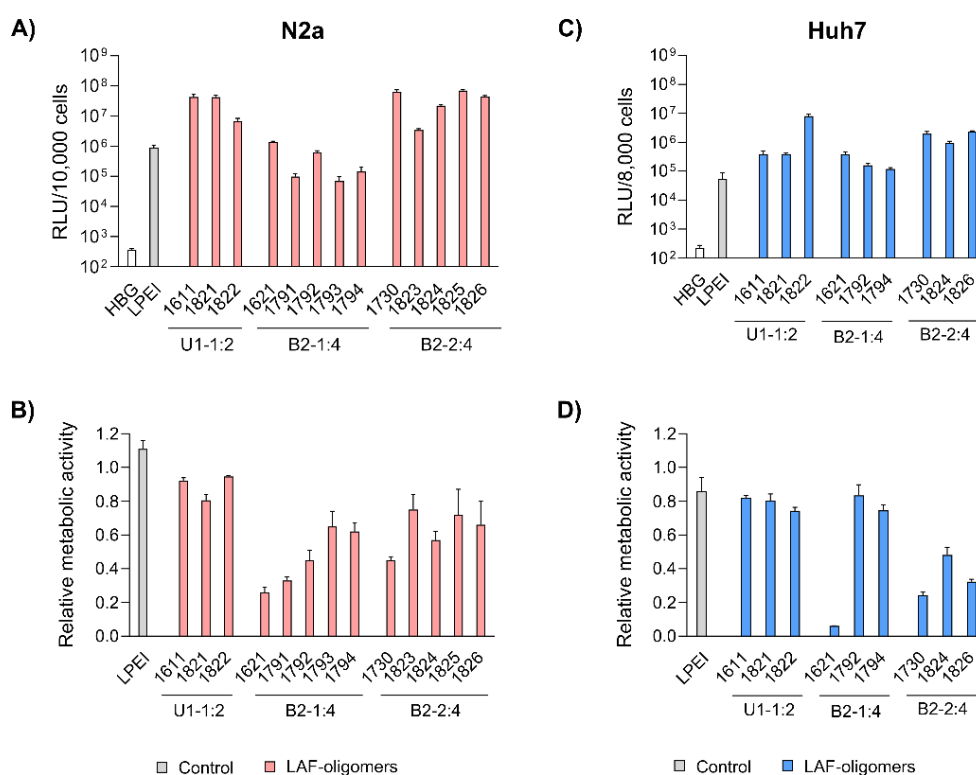 A)
N2a
RLU/10,000 cells
10⁹
10⁸
10⁷
10⁶
10⁵
10⁴
10³
10²
HBG
LPEI
1611
1821
1822
1621
1791
1792
1793
1794
1730
1823
1824
1825
1826
U1-1:2
B2-1:4
B2-2:4
C)
Huh7
RLU/8,000 cells
10⁹
10⁸
10⁷
10⁶
10⁵
10⁴
10³
10²
HBG
LPEI
1611
1821
1822
1621
1792
1794
1730
1824
1826
U1-1:2
B2-1:4
B2-2:4
B)
Relative metabolic activity
1.2
1.0
0.8
0.6
0.4
0.2
0.0
LPEI
1611
1821
1822
1621
1791
1792
1793
1794
1730
1823
1824
1825
1826
U1-1:2
B2-1:4
B2-2:4
Control
LAF-oligomers
D)
Relative metabolic activity
1.2
1.0
0.8
0.6
0.4
0.2
0.0
LPEI
1611
1821
1822
1621
1792
1794
1730
1824
1826
U1-1:2
B2-1:4
B2-2:4
Control
LAF-oligomers